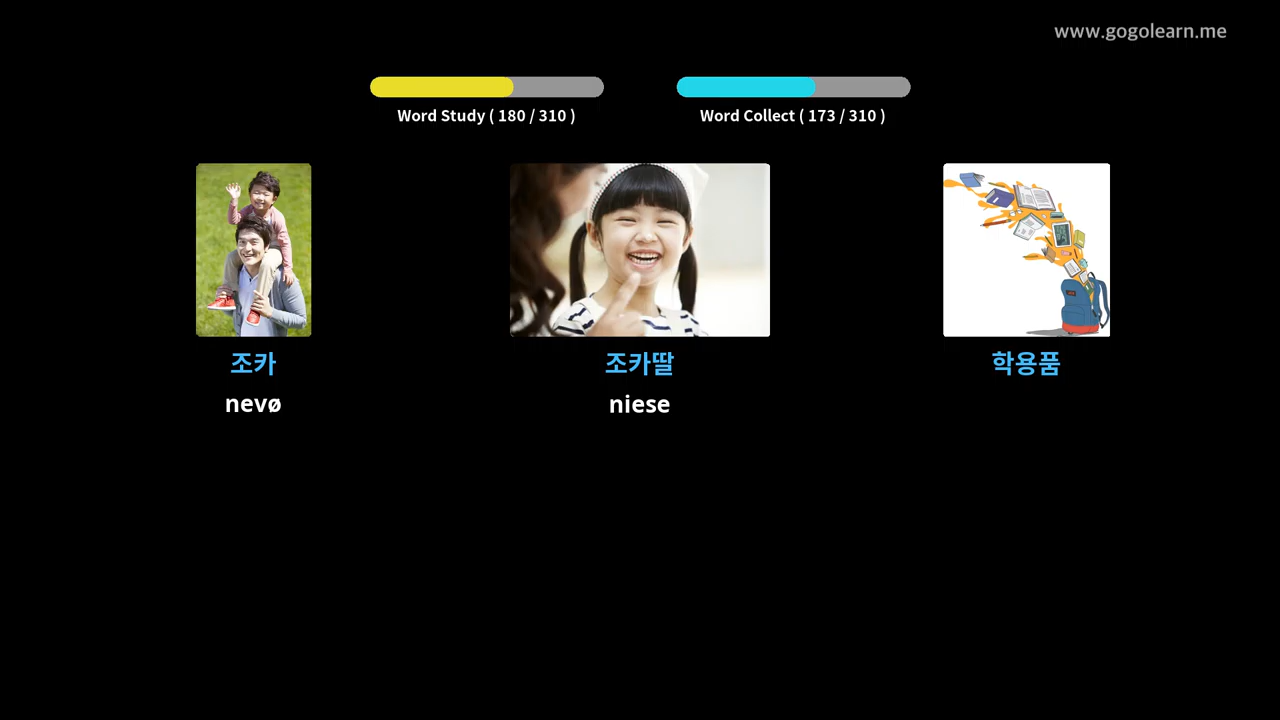 www.gogolearn.me
Word Study ( 180 / 310 )
Word Collect ( 173 / 310 )
조카
조카딸
학용품
nevø
niese